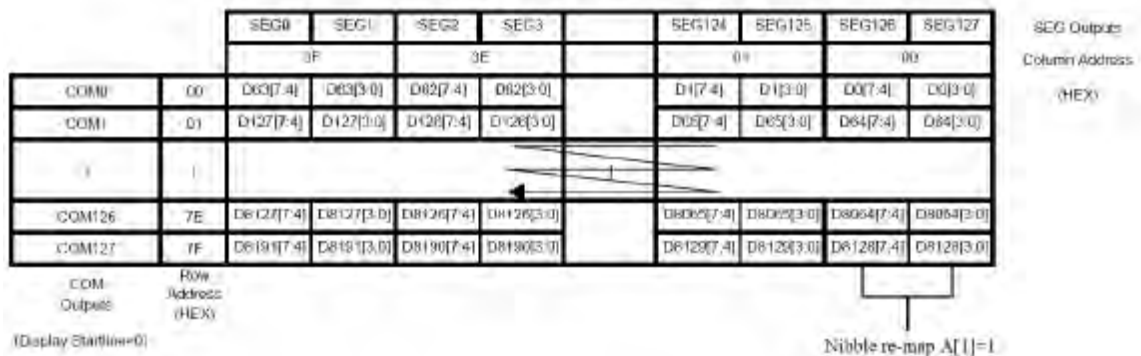 SEG0 SEG1 SEG2 SEG3 SEG124 SEG125 SEG126 SEG127 SEG Outputs
3F 3E 01 00 Column Address
COM0 00 D63[7:4] D63[3:0] D62[7:4] D62[3:0] D1[7:4] D1[3:0] D0[7:4] D0[3:0] (HEX)
COM1 01 D127[7:4] D127[3:0] D126[7:4] D126[3:0] D65[7:4] D65[3:0] D64[7:4] D64[3:0]
COM126 7E D8127[7:4] D8127[3:0] D8126[7:4] D8126[3:0] D8065[7:4] D8065[3:0] D8064[7:4] D8064[3:0]
COM127 7F D8191[7:4] D8191[3:0] D8190[7:4] D8190[3:0] D8129[7:4] D8129[3:0] D8128[7:4] D8128[3:0]
COM
Outputs
Row
Address
(HEX)
(Display Startline=0)
Nibble re-map A[1]=1